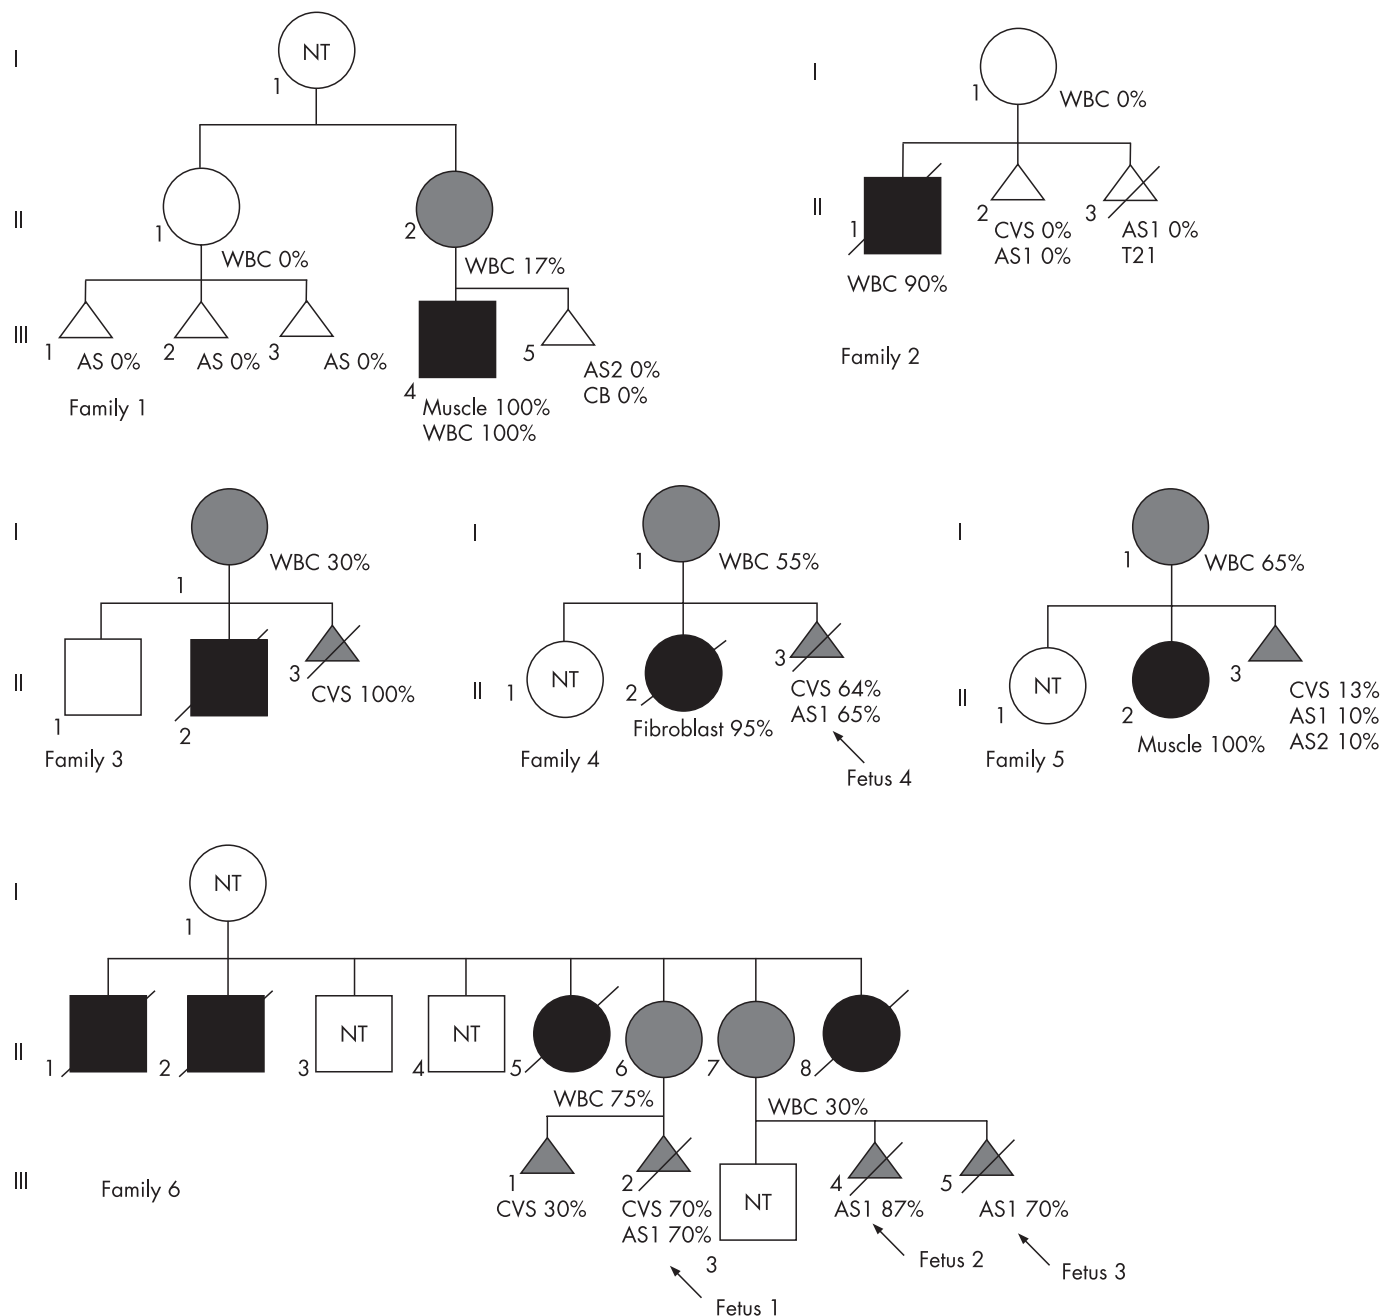 I
NT
1
II
1
WBC 0%
2
WBC 17%
III
1
AS 0%
2
AS 0%
3
AS 0%
4
Muscle 100%
WBC 100%
5
AS2 0%
CB 0%
Family 1
I
1
WBC 0%
II
1
WBC 90%
2
CVS 0%
AS1 0%
3
AS1 0%
T21
Family 2
I
WBC 30%
1
II
1
2
3
CVS 100%
Family 3
I
1
WBC 55%
II
1
NT
2
Fibroblast 95%
3
CVS 64%
AS1 65%
Fetus 4
Family 4
I
1
WBC 65%
II
1
NT
2
Muscle 100%
3
CVS 13%
AS1 10%
AS2 10%
Family 5
I
NT
1
II
1
2
NT
3
NT
4
5
6
7
8
WBC 75%
WBC 30%
III
1
CVS 30%
2
CVS 70%
AS1 70%
Fetus 1
NT
3
4
AS1 87%
Fetus 2
5
AS1 70%
Fetus 3
Family 6